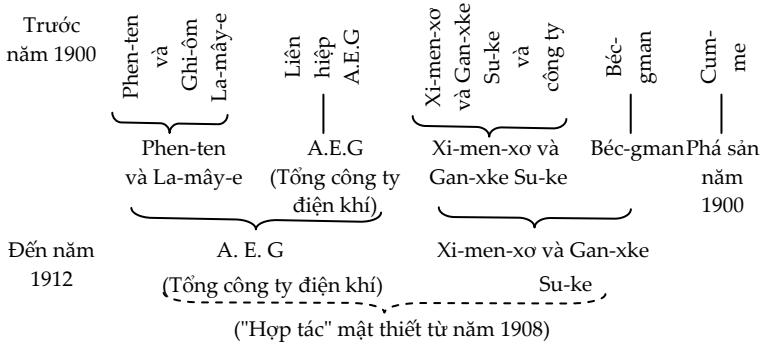 Trước
năm 1900
Phen-ten
và
Ghi-ôm
La-mây-e
Liên
hiệp
A.E.G
Xi-men-xơ
và Gan-xke
Su-ke
và
công ty
Béc-
gman
Cum-
me
Phen-ten
và La-mây-e
A.E.G
(Tổng công ty
điện khí)
Xi-men-xơ và
Gan-xke Su-ke
Béc-gman
Phá sản
năm
1900
Đến năm
1912
A. E. G
(Tổng công ty điện khí)
Xi-men-xơ và Gan-xke
Su-ke
("Hợp tác" mật thiết từ năm 1908)